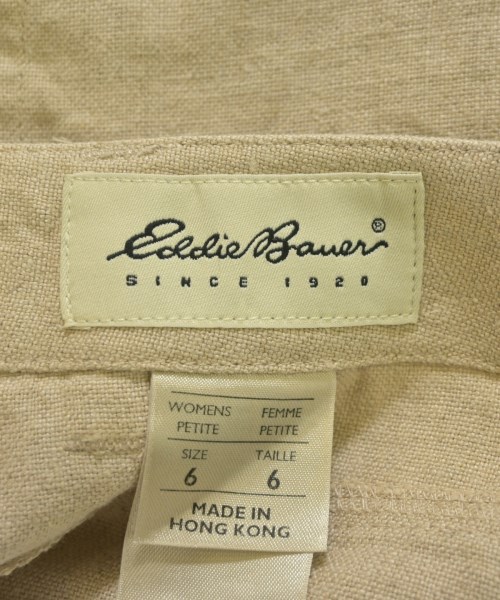 Eddie Bauer®
SINCE 1920
WOMENS FEMME
PETITE PETITE
SIZE TAILLE
6 6
MADE IN
HONG KONG